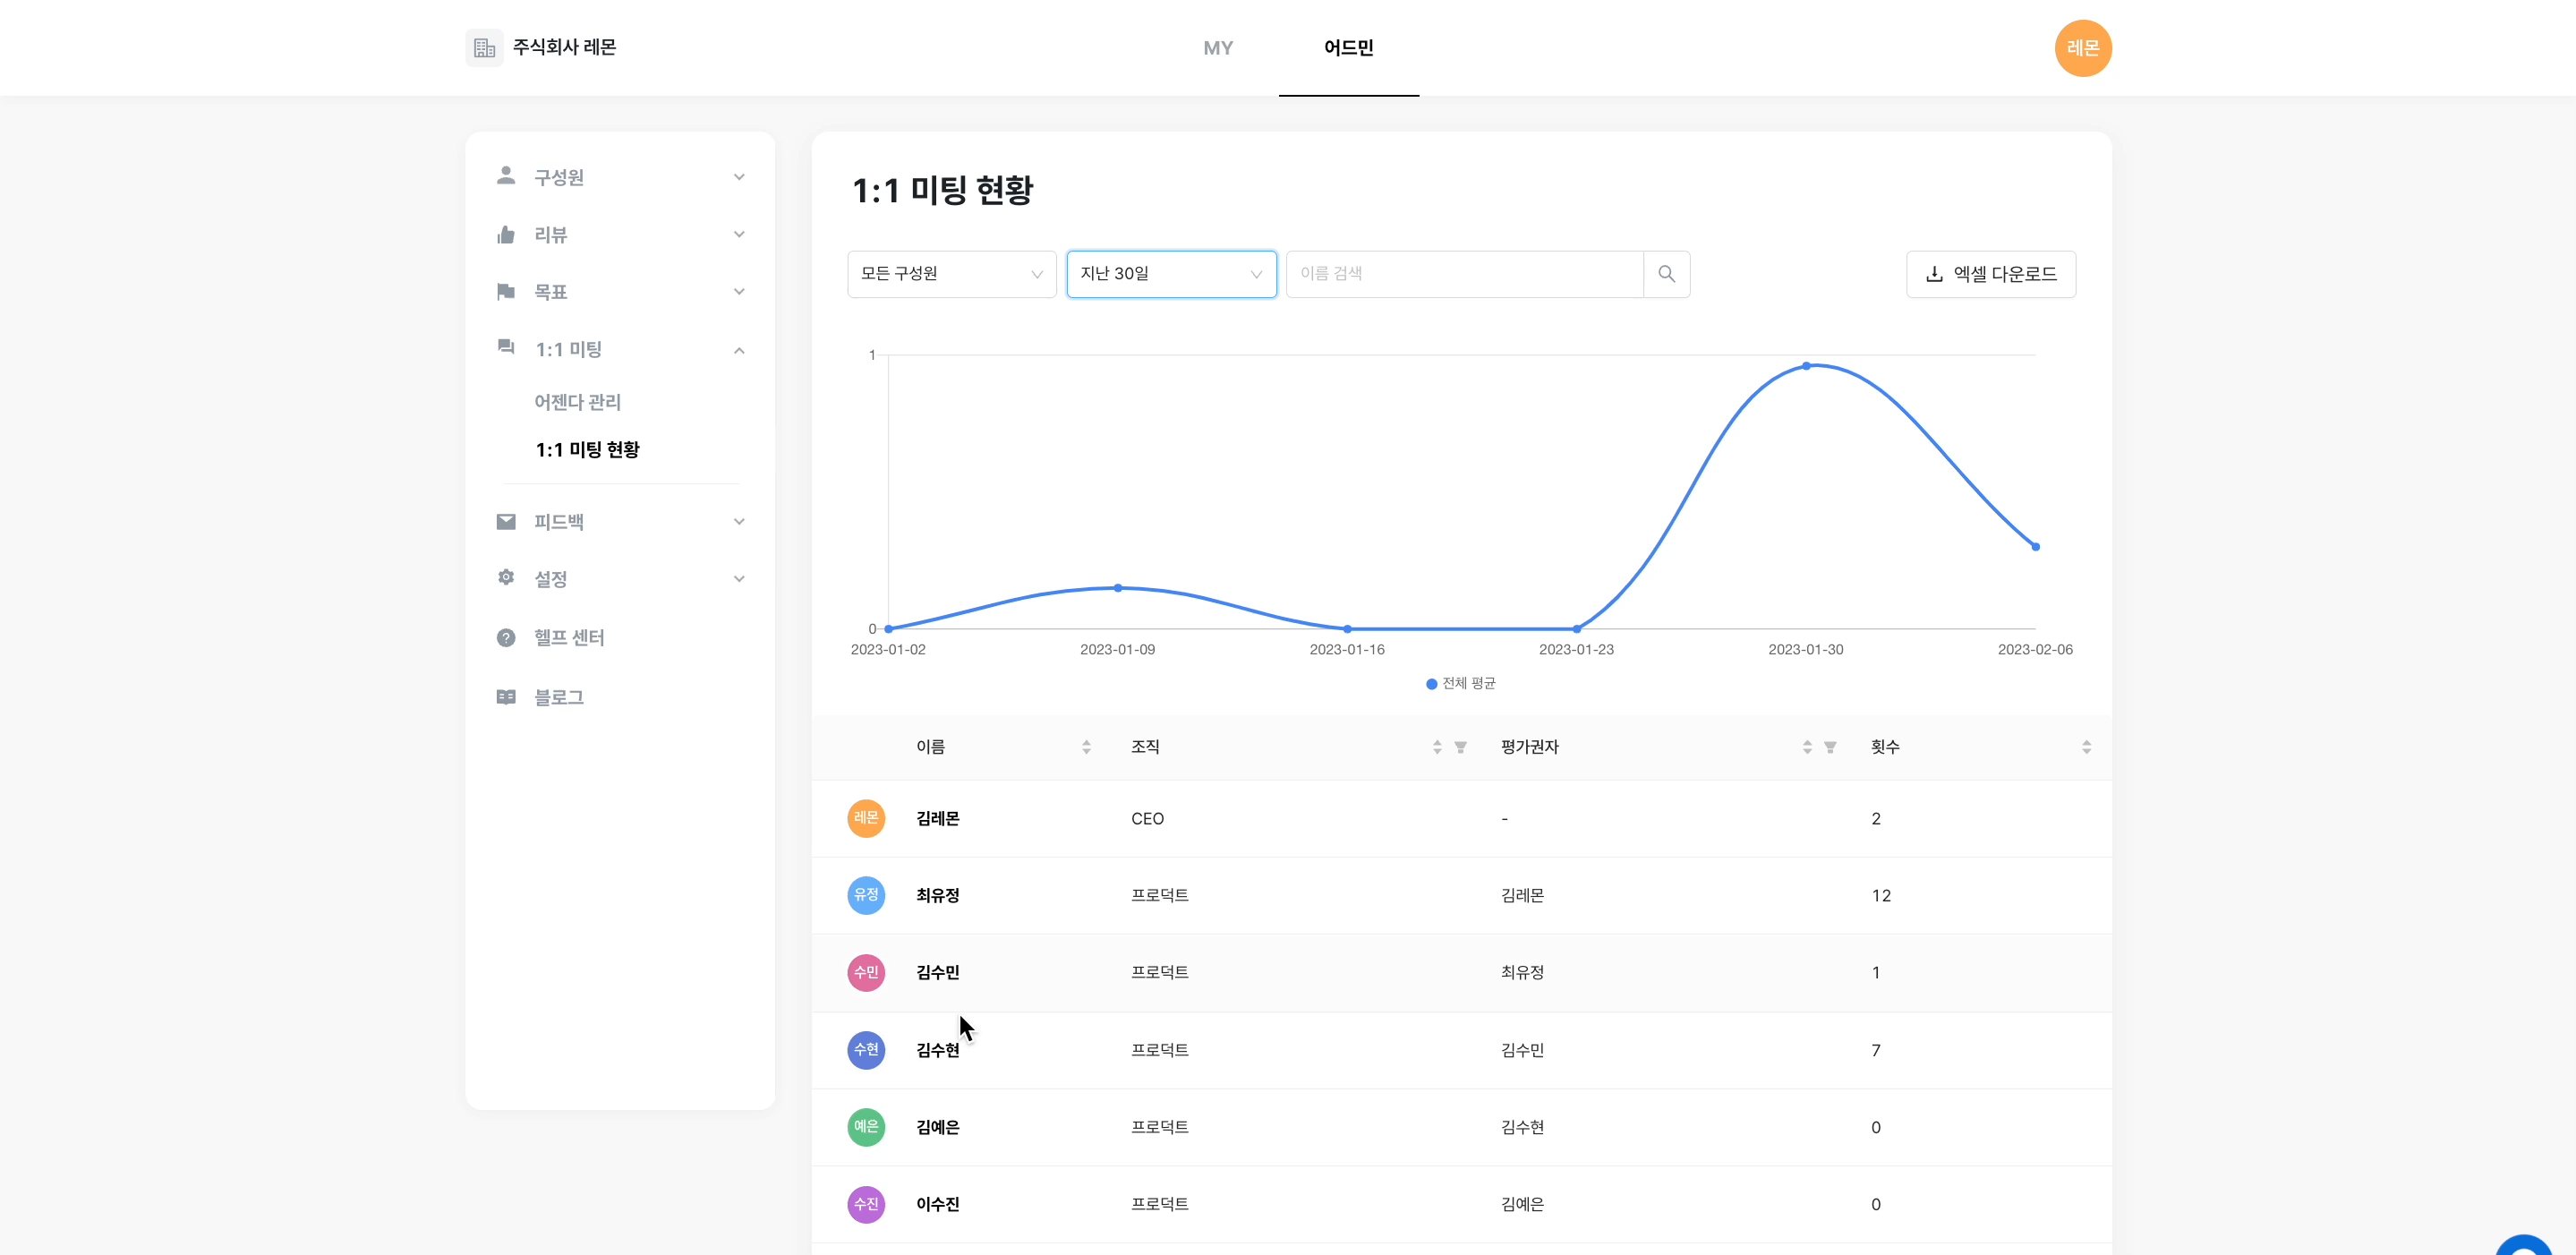 주식회사 레몬
MY
어드민
레몬
구성원
리뷰
목표
1:1 미팅
어젠다 관리
1:1 미팅 현황
피드백
설정
헬프 센터
블로그
1:1 미팅 현황
모든 구성원
지난 30일
이름 검색
엑셀 다운로드
1
0
2023-01-02 2023-01-09 2023-01-16 2023-01-23 2023-01-30 2023-02-06
전체 평균
이름 조직 평가권자 횟수
레몬 김레몬 CEO - 2
유정 최유정 프로덕트 김레몬 12
수민 김수민 프로덕트 최유정 1
수현 김수현 프로덕트 김수민 7
예은 김예은 프로덕트 김수현 0
수진 이수진 프로덕트 김예은 0